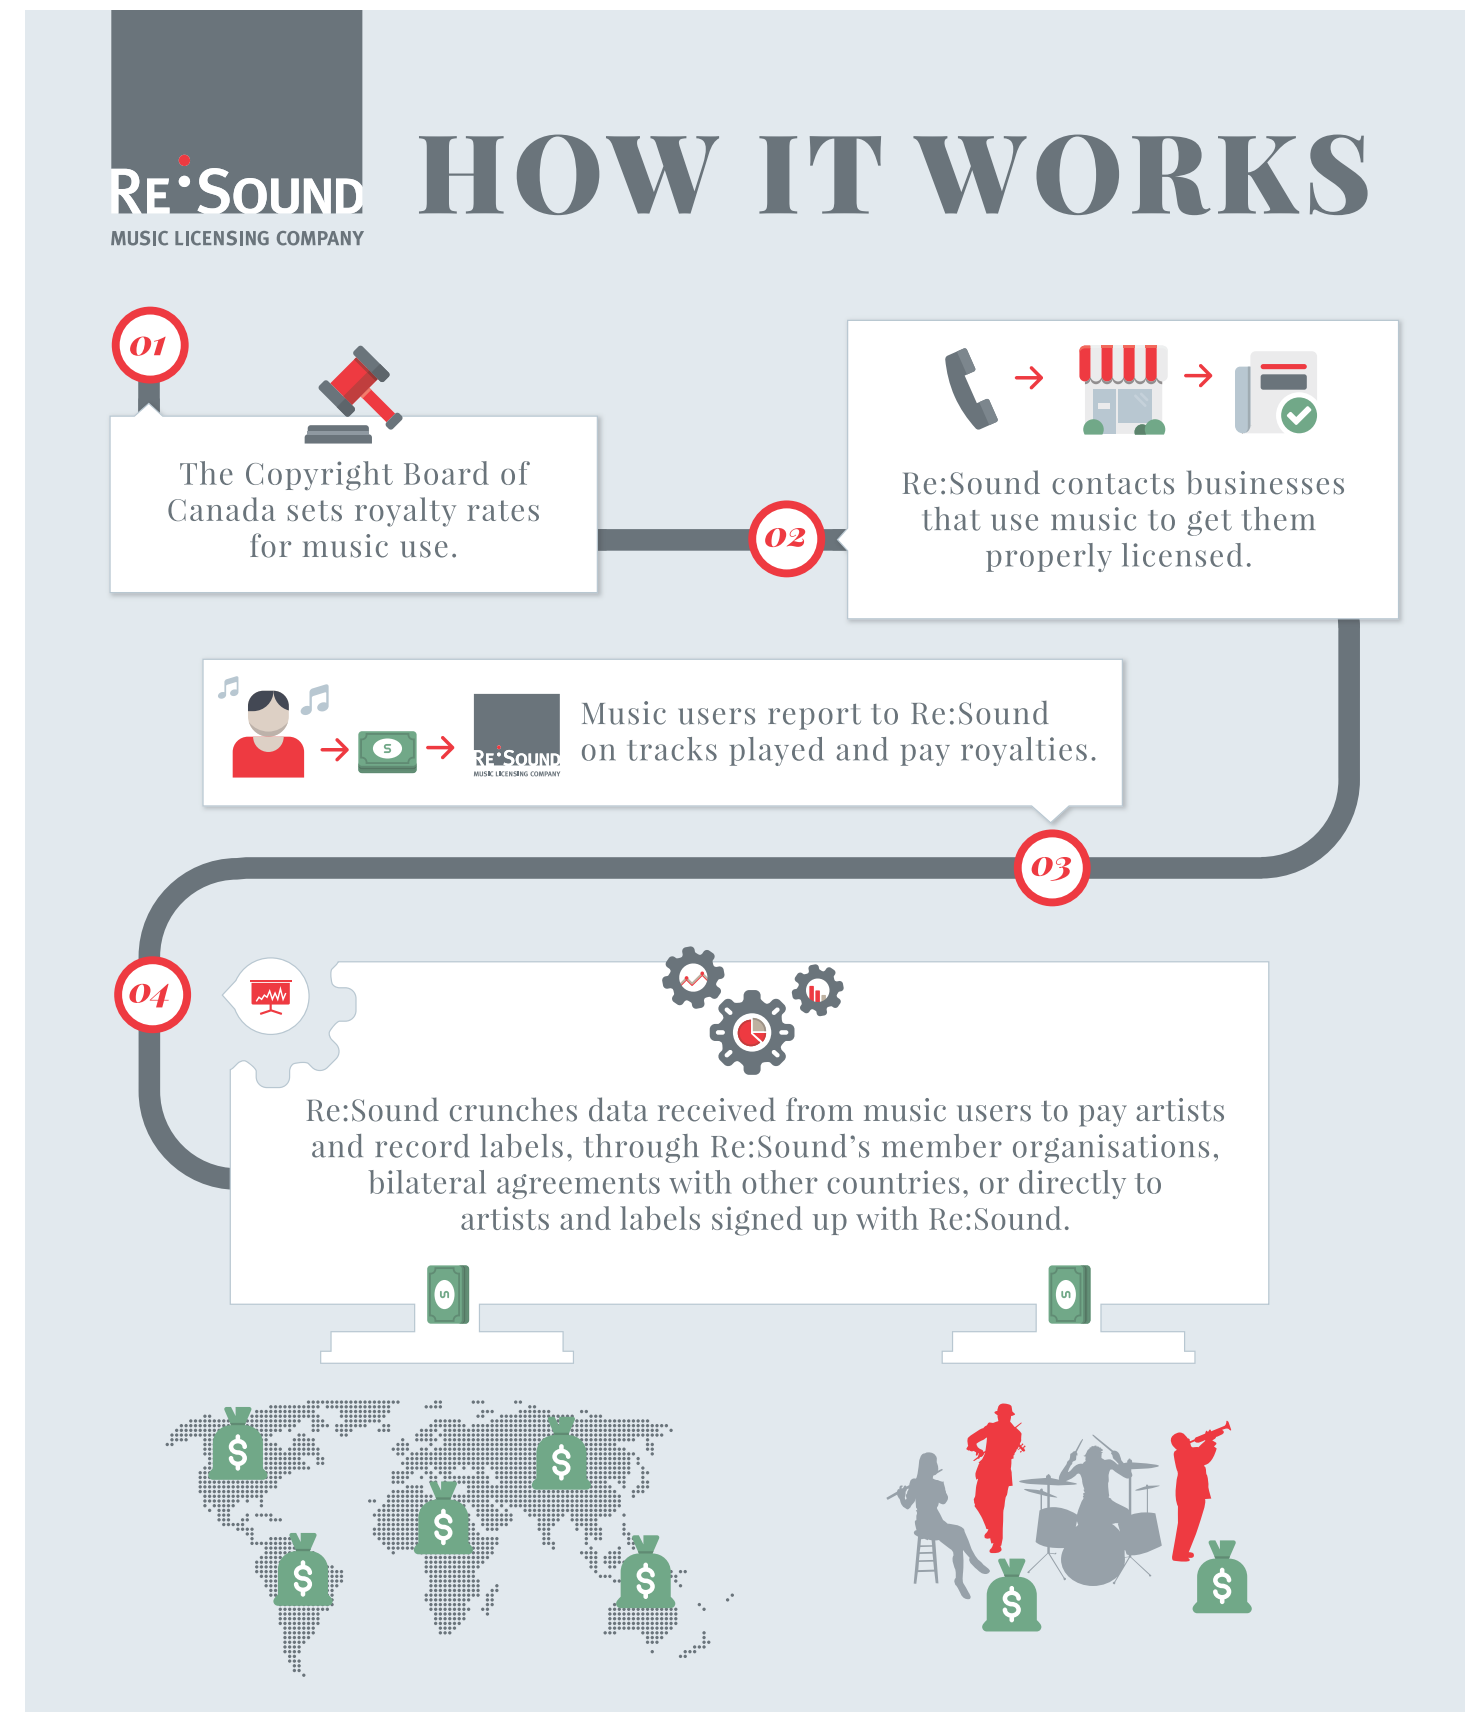 RE:SOUND
MUSIC LICENSING COMPANY
HOW IT WORKS
01
The Copyright Board of
Canada sets royalty rates
for music use.
02
Re:Sound contacts businesses
that use music to get them
properly licensed.
RE:SOUND
MUSIC LICENSING COMPANY
Music users report to Re:Sound
on tracks played and pay royalties.
03
04
Re:Sound crunches data received from music users to pay artists
and record labels, through Re:Sound’s member organisations,
bilateral agreements with other countries, or directly to
artists and labels signed up with Re:Sound.